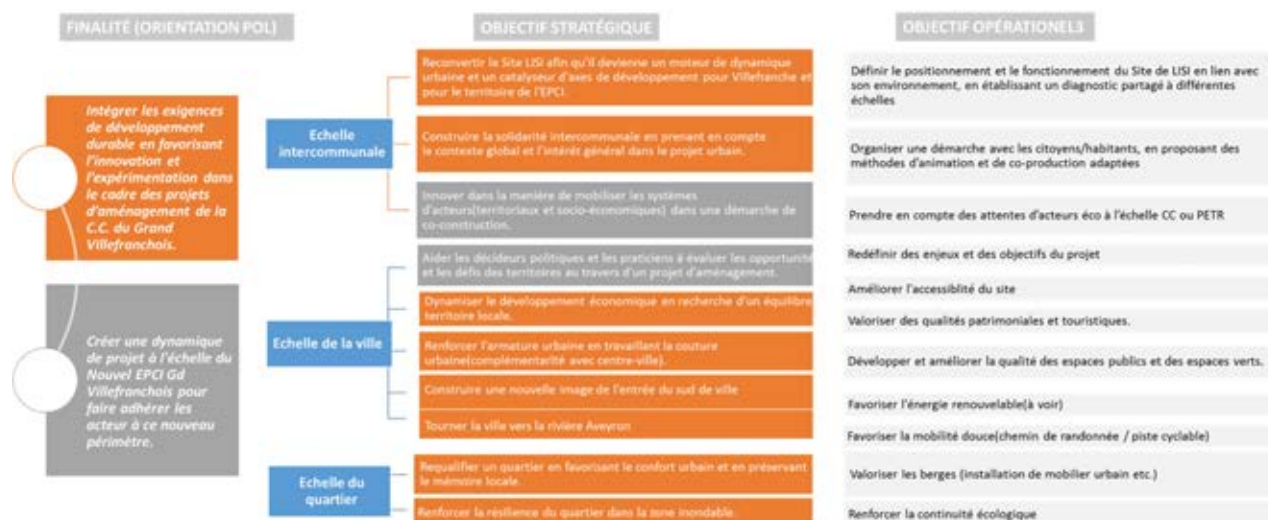 FINALITÉ (ORIENTATION POL)
OBJECTIF STRATÉGIQUE
OBJECTIF OPÉRATIONEL3
Intégrer les exigences
de développement
durable en favorisant
l'innovation et
l'expérimentation dans
le cadre des projets
d'aménagement de la
C.C. du Grand
Villefranchois.
Créer une dynamique
de projet à l'échelle du
Nouvel EPCI Gd
Villefranchois pour
faire adhérer les
acteur à ce nouveau
périmètre.
Echelle
intercommunale
Reconvertir le Site LISI afin qu'il devienne un moteur de dynamique
urbaine et un catalyseur d'axes de développement pour Villefranche et
pour le territoire de l'EPCI.
Construire la solidarité intercommunale en prenant en compte
le contexte global et l'intérêt général dans le projet urbain.
Innover dans la manière de mobiliser les systèmes
d'acteurs(territoriaux et socio-économiques) dans une démarche de
co-construction.
Echelle de la ville
Aider les décideurs politiques et les praticiens à évaluer les opportunité
et les défis des territoires au travers d'un projet d'aménagement.
Dynamiser le développement économique en recherche d'un équilibre
territoire locale.
Renforcer l'armature urbaine en travaillant la couture
urbaine(complémentarité avec centre-ville).
Construire une nouvelle image de l'entrée du sud de ville
Tourner la ville vers la rivière Aveyron
Echelle du
quartier
Requalifier un quartier en favorisant le confort urbain et en préservant
le mémoire locale.
Renforcer la résilience du quartier dans la zone inondable.
Définir le positionnement et le fonctionnement du Site de LISI en lien avec
son environnement, en établissant un diagnostic partagé à différentes
échelles
Organiser une démarche avec les citoyens/habitants, en proposant des
méthodes d'animation et de co-production adaptées
Prendre en compte des attentes d'acteurs éco à l'échelle CC ou PETR
Redéfinir des enjeux et des objectifs du projet
Améliorer l'accessiblité du site
Valoriser des qualités patrimoniales et touristiques.
Développer et améliorer la qualité des espaces publics et des espaces verts.
Favoriser l'énergie renouvelable(à voir)
Favoriser la mobilité douce(chemin de randonnée / piste cyclable)
Valoriser les berges (installation de mobilier urbain etc.)
Renforcer la continuité écologique